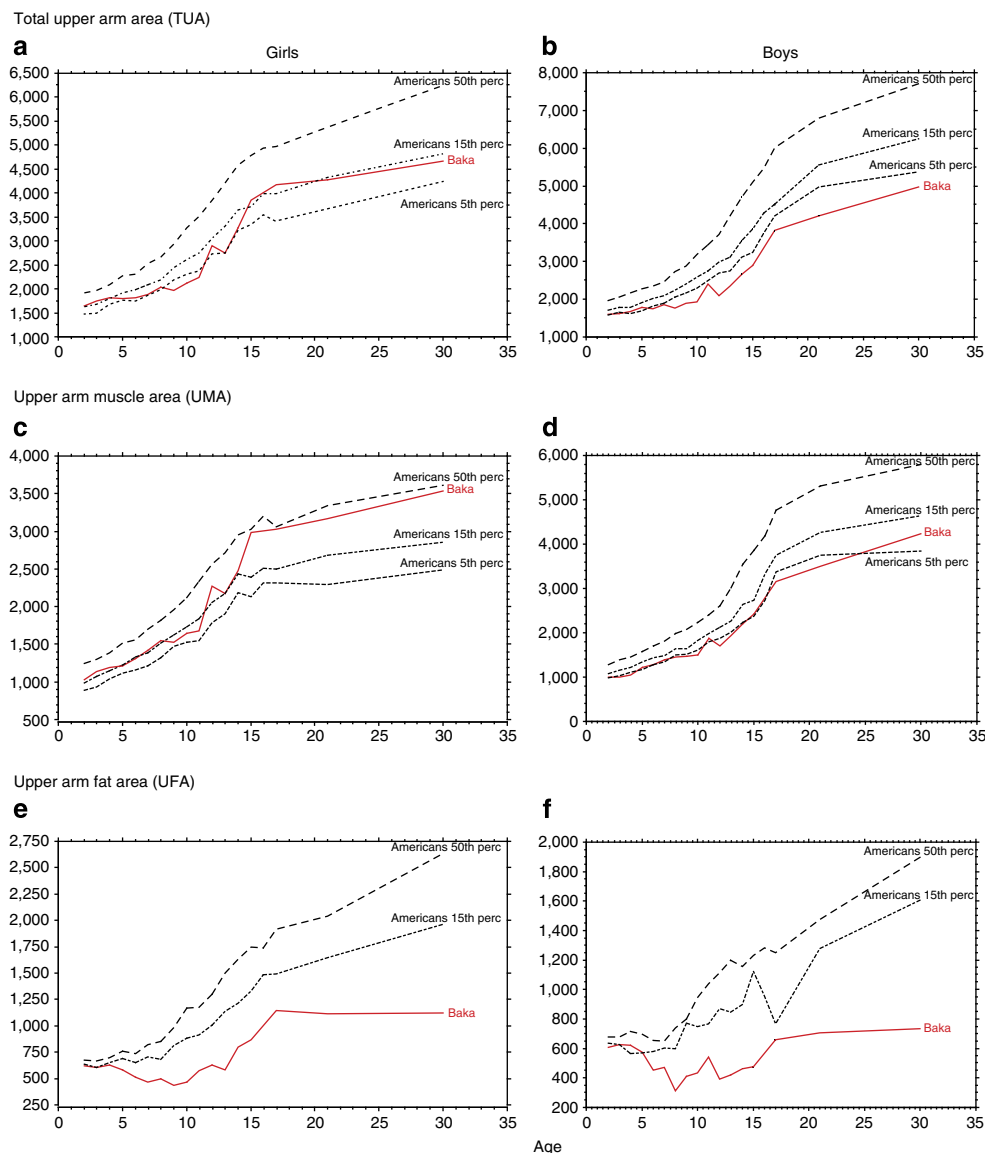 Total upper arm area (TUA)
a
Girls
6,500
6,000
5,500
5,000
4,500
4,000
3,500
3,000
2,500
2,000
1,500
1,000
Americans 50th perc
Americans 15th perc
Baka
Americans 5th perc
0 5 10 15 20 25 30 35
b
Boys
8,000
7,000
6,000
5,000
4,000
3,000
2,000
1,000
Americans 50th perc
Americans 15th perc
Americans 5th perc
Baka
0 5 10 15 20 25 30 35
Upper arm muscle area (UMA)
c
4,000
3,500
3,000
2,500
2,000
1,500
1,000
500
Americans 50th perc
Baka
Americans 15th perc
Americans 5th perc
0 5 10 15 20 25 30 35
d
6,000
5,000
4,000
3,000
2,000
1,000
0
Americans 50th perc
Americans 15th perc
Baka
Americans 5th perc
0 5 10 15 20 25 30 35
Upper arm fat area (UFA)
e
2,750
2,500
2,250
2,000
1,750
1,500
1,250
1,000
750
500
250
Americans 50th perc
Americans 15th perc
Baka
0 5 10 15 20 25 30 35
f
2,000
1,800
1,600
1,400
1,200
1,000
800
600
400
200
Americans 50th perc
Americans 15th perc
Baka
0 5 10 15 20 25 30 35
Age